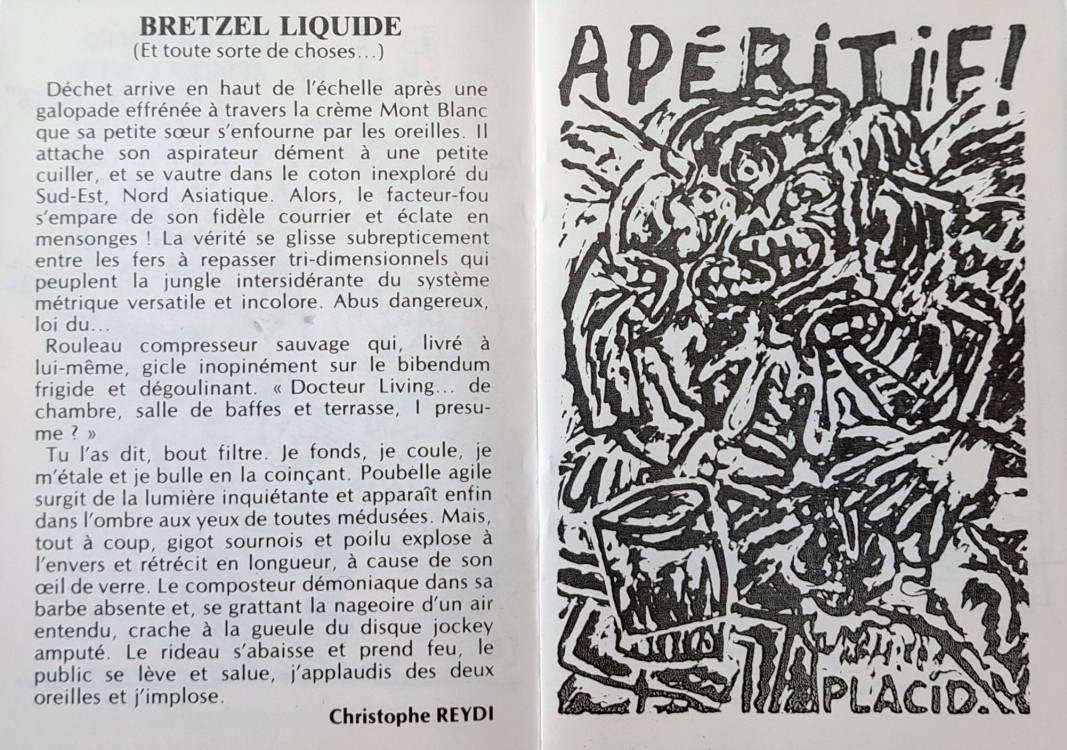 BRETZEL LIQUIDE
(Et toute sorte de choses...)
Déchet arrive en haut de l'échelle après une
galopade effrénée à travers la crème Mont Blanc
que sa petite sœur s'enfourne par les oreilles. Il
attache son aspirateur dément à une petite
cuiller, et se vautre dans le coton inexploré du
Sud-Est, Nord Asiatique. Alors, le facteur-fou
s'empare de son fidèle courrier et éclate en
mensonges ! La vérité se glisse subrepticement
entre les fers à repasser tri-dimensionnels qui
peuplent la jungle intersidérante du système
métrique versatile et incolore. Abus dangereux,
loi du...
Rouleau compresseur sauvage qui, livré à
lui-même, gicle inopinément sur le bibendum
frigide et dégoulinant. « Docteur Living... de
chambre, salle de baffes et terrasse, I presu-
me ? »
Tu l'as dit, bout filtre. Je fonds, je coule, je
m'étale et je bulle en la coinçant. Poubelle agile
surgit de la lumière inquiétante et apparaît enfin
dans l'ombre aux yeux de toutes médusées. Mais,
tout à coup, gigot sournois et poilu explose à
l'envers et rétrécit en longueur, à cause de son
œil de verre. Le composteur démoniaque dans sa
barbe absente et, se grattant la nageoire d'un air
entendu, crache à la gueule du disque jockey
amputé. Le rideau s'abaisse et prend feu, le
public se lève et salue, j'applaudis des deux
oreilles et j'implose.
Christophe REYDI
APÉRiTiF!
PLACID.